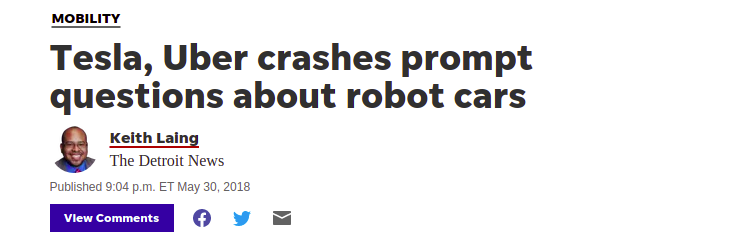 MOBILITY
Tesla, Uber crashes prompt
questions about robot cars
Keith Laing
The Detroit News
Published 9:04 p.m. ET May 30, 2018
View Comments